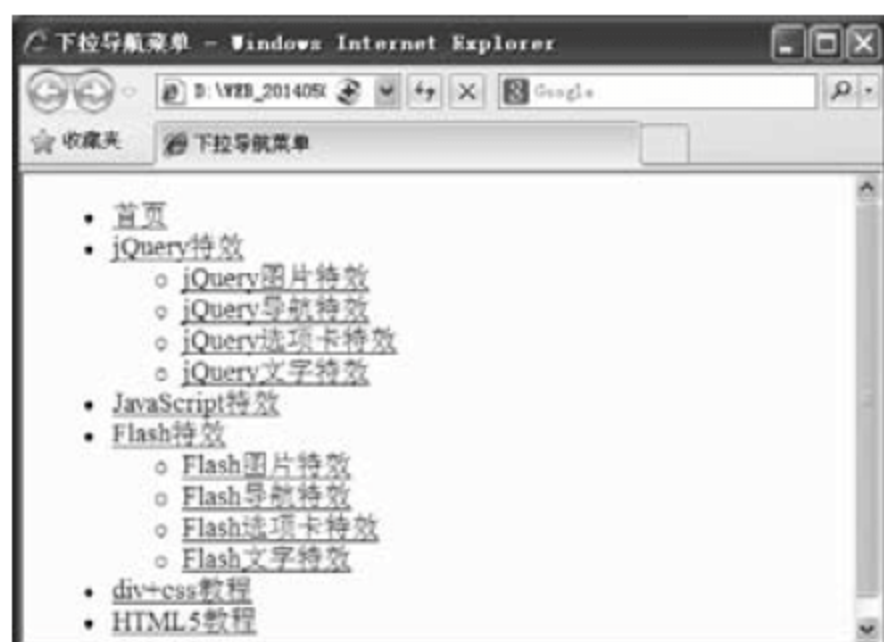 下拉导航菜单 - Windows Internet Explorer
D:\WEB_201405(
Google
收藏夹
下拉导航菜单
首页
jQuery特效
jQuery图片特效
jQuery导航特效
jQuery选项卡特效
jQuery文字特效
JavaScript特效
Flash特效
Flash图片特效
Flash导航特效
Flash选项卡特效
Flash文字特效
div+css教程
HTML5教程